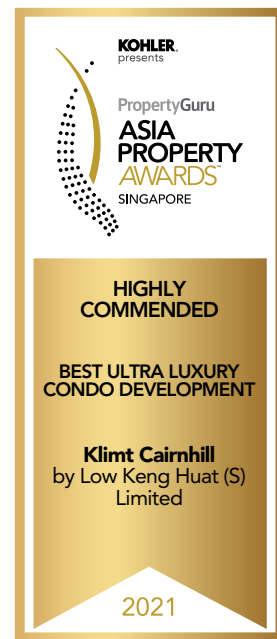 KOHLER.
presents
PropertyGuru
ASIA
PROPERTY
AWARDS™
SINGAPORE
HIGHLY
COMMENDED
BEST ULTRA LUXURY
CONDO DEVELOPMENT
Klimt Cairnhill
by Low Keng Huat (S)
Limited
2021